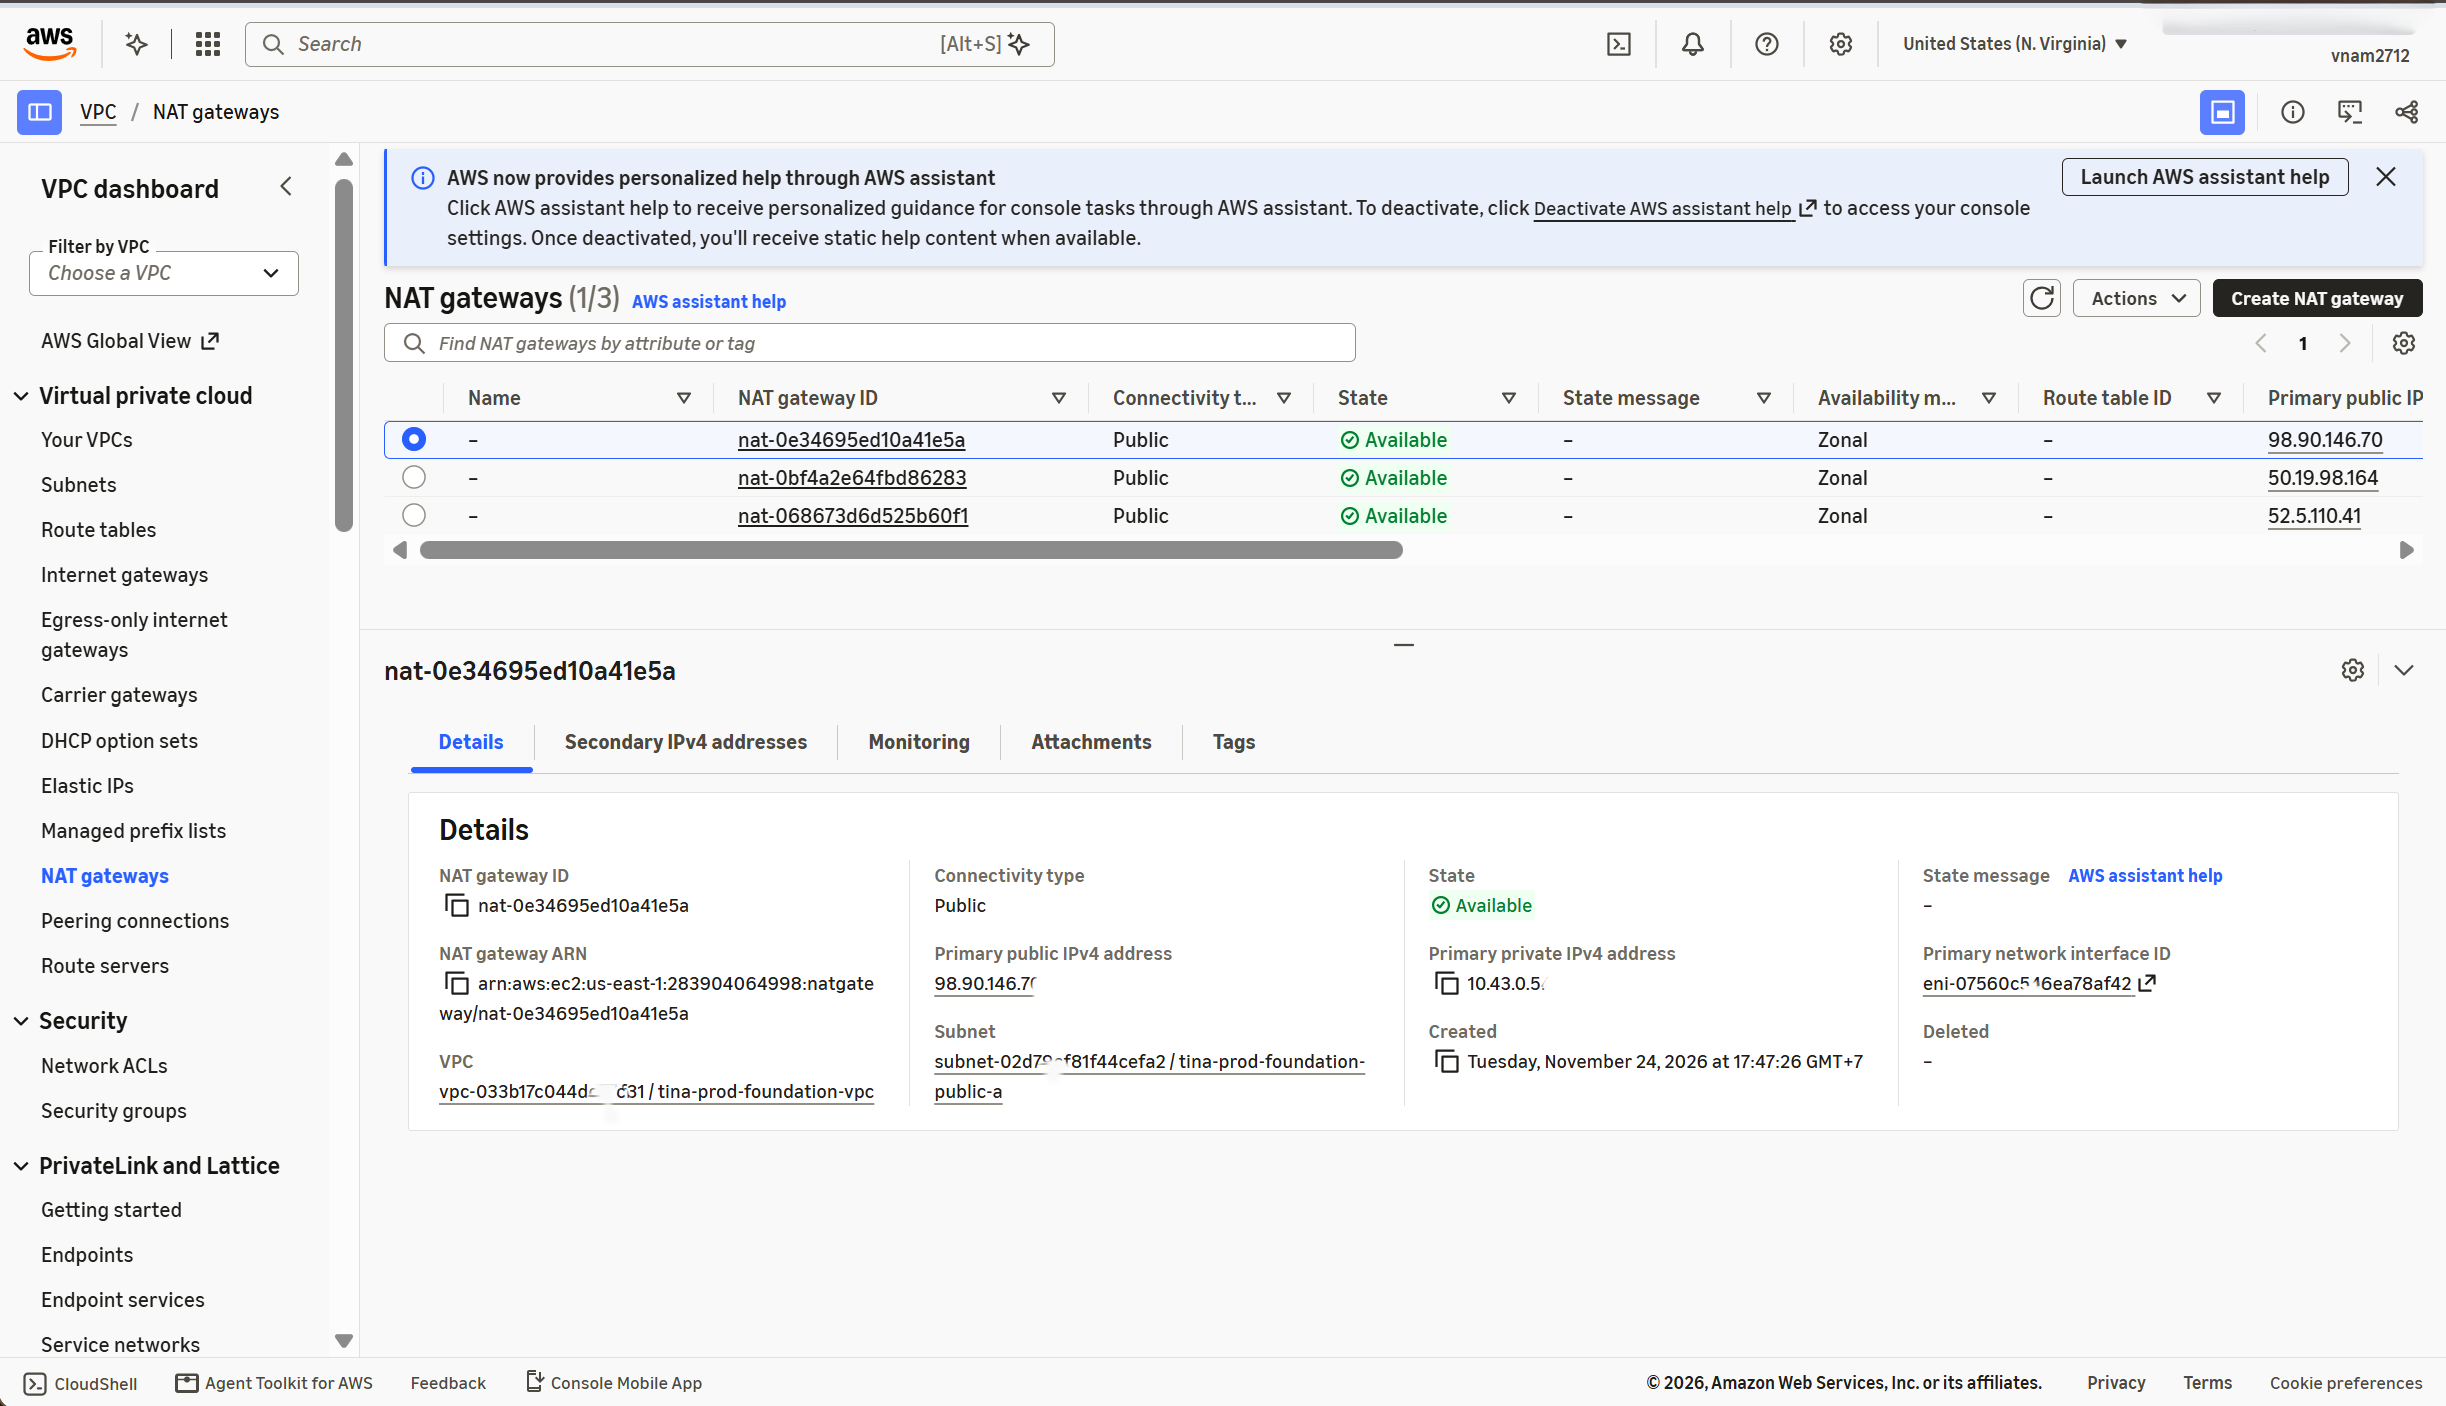 aws
Search [Alt+S]
United States (N. Virginia)
vnam2712
VPC / NAT gateways
VPC dashboard
Filter by VPC
Choose a VPC
AWS Global View
Virtual private cloud
Your VPCs
Subnets
Route tables
Internet gateways
Egress-only internet
gateways
Carrier gateways
DHCP option sets
Elastic IPs
Managed prefix lists
NAT gateways
Peering connections
Route servers
Security
Network ACLs
Security groups
PrivateLink and Lattice
Getting started
Endpoints
Endpoint services
Service networks
AWS now provides personalized help through AWS assistant
Click AWS assistant help to receive personalized guidance for console tasks through AWS assistant. To deactivate, click Deactivate AWS assistant help to access your console
settings. Once deactivated, you'll receive static help content when available.
Launch AWS assistant help
NAT gateways (1/3) AWS assistant help
Actions
Create NAT gateway
Find NAT gateways by attribute or tag
1
Name NAT gateway ID Connectivity t... State State message Availability m... Route table ID Primary public IP
– nat-0e34695ed10a41e5a Public Available – Zonal – 98.90.146.70
– nat-0bf4a2e64fbd86283 Public Available – Zonal – 50.19.98.164
– nat-068673d6d525b60f1 Public Available – Zonal – 52.5.110.41
nat-0e34695ed10a41e5a
Details Secondary IPv4 addresses Monitoring Attachments Tags
Details
NAT gateway ID
nat-0e34695ed10a41e5a
NAT gateway ARN
arn:aws:ec2:us-east-1:283904064998:natgate
way/nat-0e34695ed10a41e5a
VPC
/ tina-prod-foundation-vpc
Connectivity type
Public
Primary public IPv4 address
Subnet
/ tina-prod-foundation-
public-a
State
Available
Primary private IPv4 address
Created
Tuesday, November 24, 2026 at 17:47:26 GMT+7
State message AWS assistant help
–
Primary network interface ID
Deleted
–
CloudShell Agent Toolkit for AWS Feedback Console Mobile App
© 2026, Amazon Web Services, Inc. or its affiliates. Privacy Terms Cookie preferences